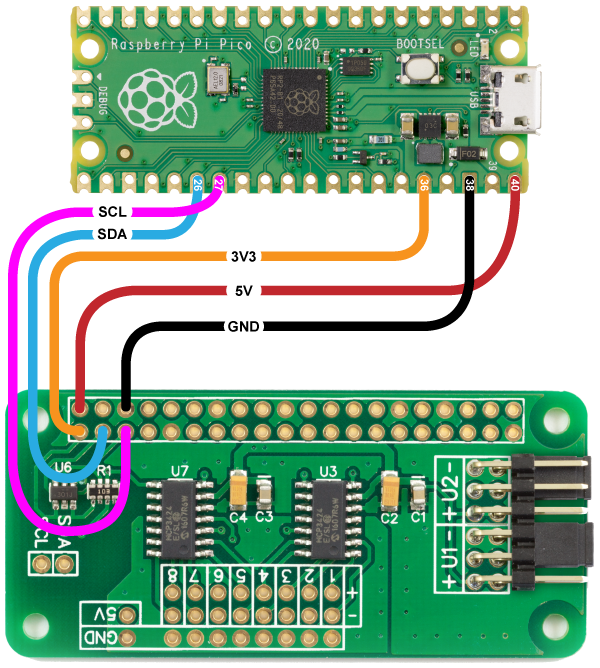 Raspberry Pi Pico © 2020
BOOTSEL
LED
2
1
USB
DEBUG
39
26
27
36
38
40
SCL
SDA
3V3
5V
GND
U6
R1
U7
U3
C4
C3
C2
C1
U2
- +
U1
- +
SCL
SDA
8 7 6 5 4 3 2 1
+
-
5V
GND